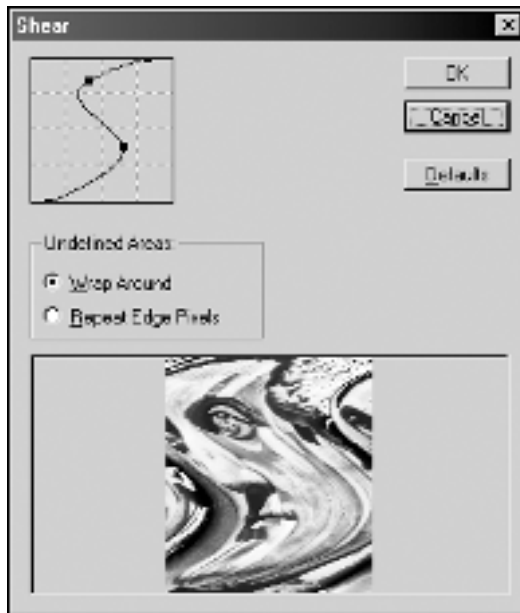 Shear
OK
Cancel
Defaults
Undefined Areas:
Wrap Around
Repeat Edge Pixels